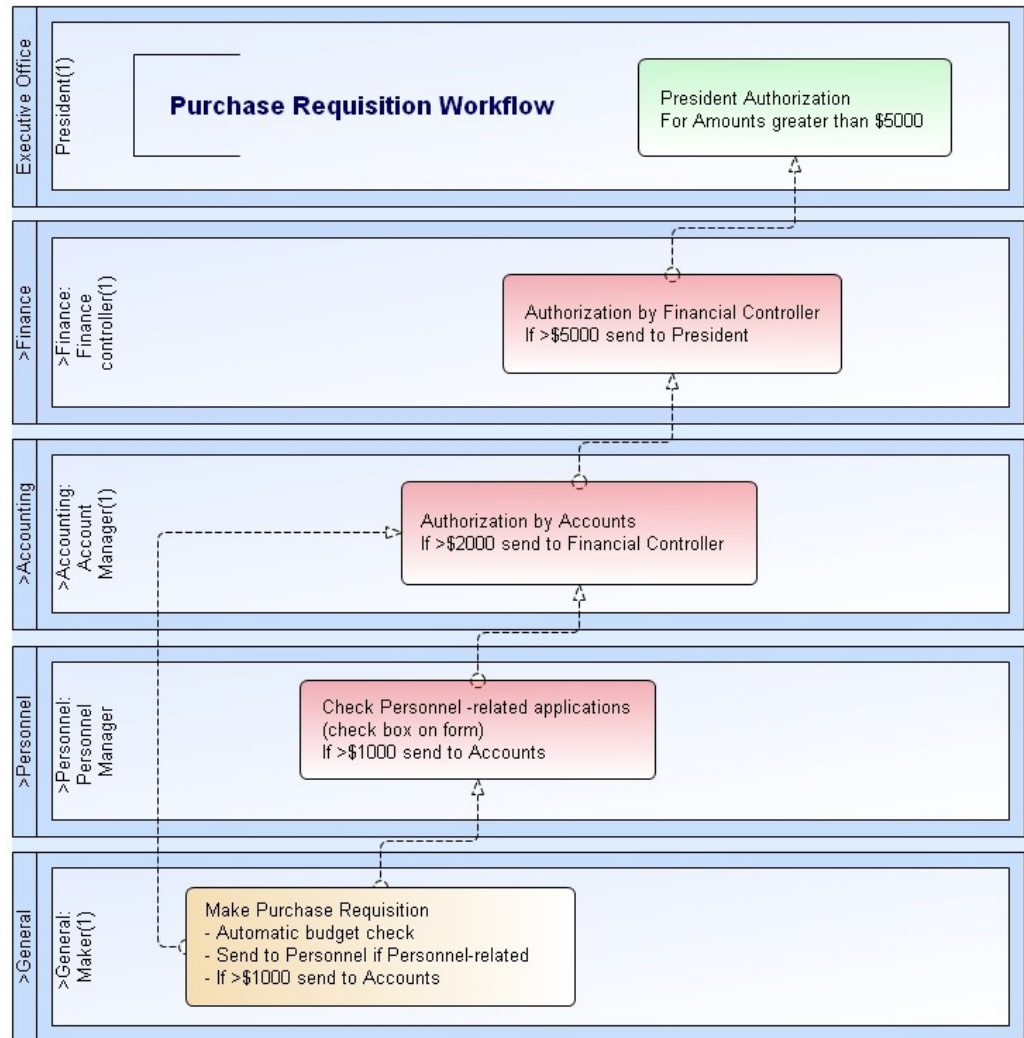 Executive Office
President(1)
Purchase Requisition Workflow
President Authorization
For Amounts greater than $5000
>Finance
>Finance:
Finance
controller(1)
Authorization by Financial Controller
If >$5000 send to President
>Accounting
>Accounting:
Account
Manager(1)
Authorization by Accounts
If >$2000 send to Financial Controller
>Personnel
>Personnel:
Personnel
Manager
Check Personnel -related applications
(check box on form)
If >$1000 send to Accounts
>General
>General:
Maker(1)
Make Purchase Requisition
- Automatic budget check
- Send to Personnel if Personnel-related
- If >$1000 send to Accounts